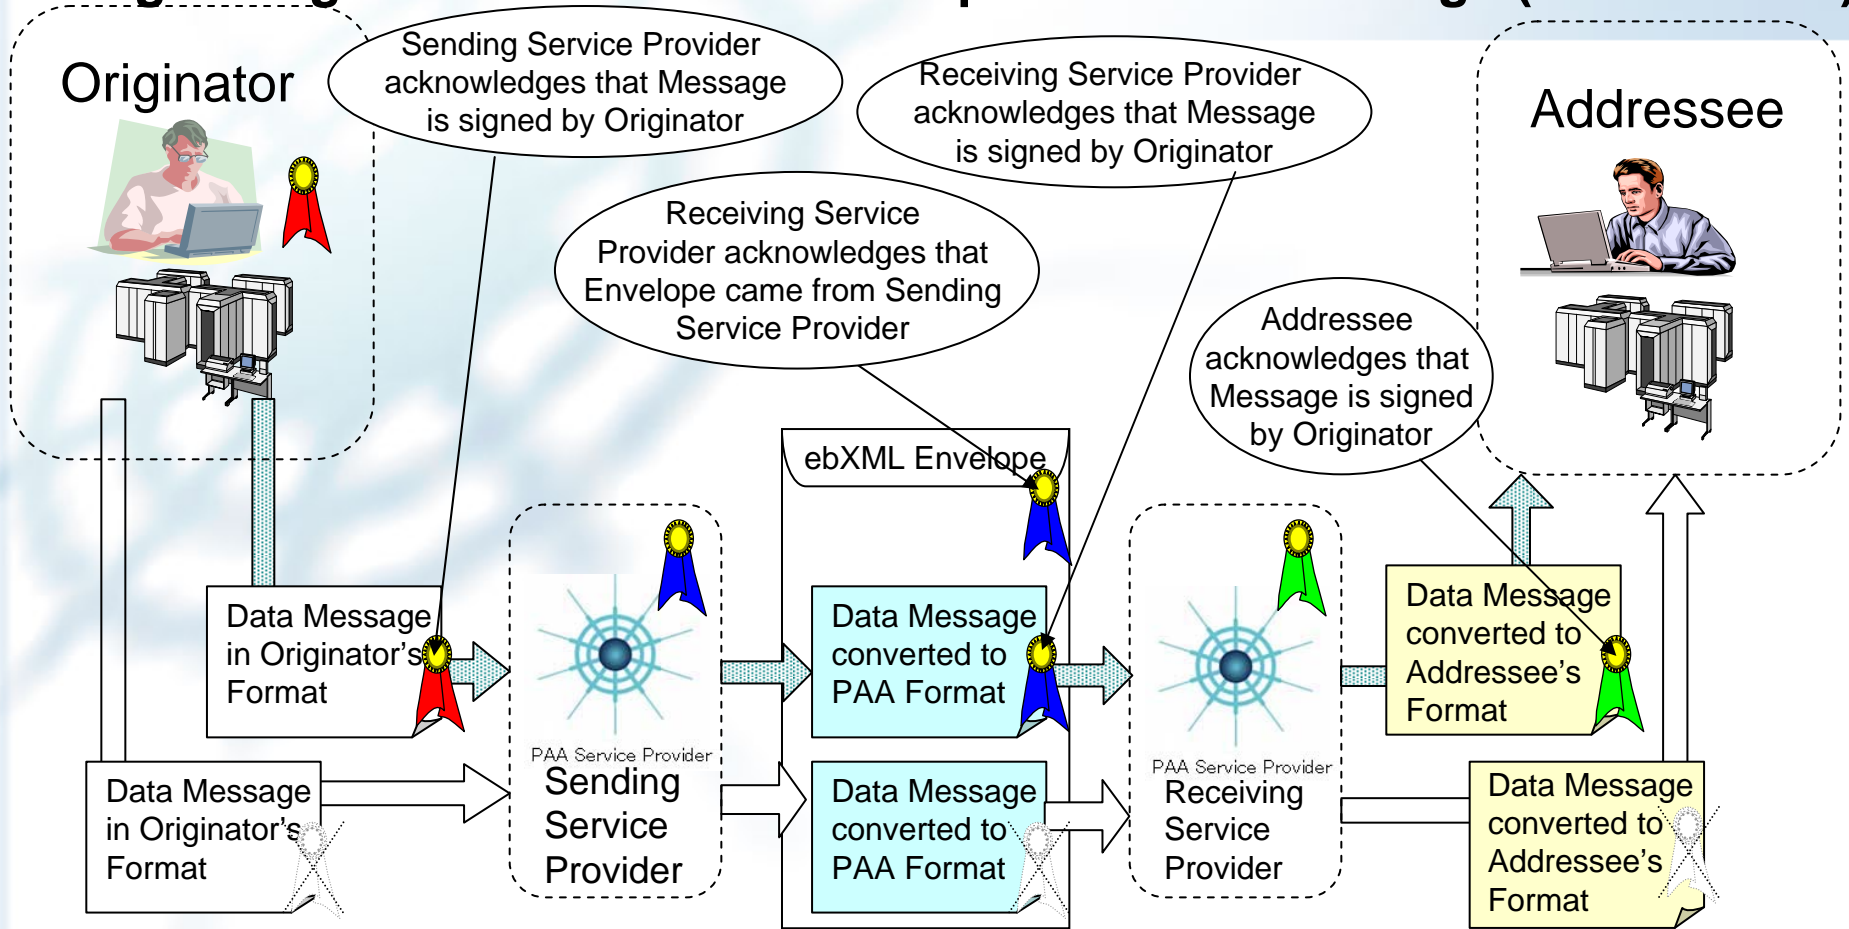 Originator
Sending Service Provider
acknowledges that Message
is signed by Originator
Receiving Service Provider
acknowledges that Message
is signed by Originator
Addressee
Receiving Service
Provider acknowledges that
Envelope came from Sending
Service Provider
Addressee
acknowledges that
Message is signed
by Originator
ebXML Envelope
Data Message
in Originator's
Format
PAA Service Provider
Sending
Service
Provider
Data Message
converted to
PAA Format
PAA Service Provider
Receiving
Service
Provider
Data Message
converted to
Addressee's
Format
Data Message
in Originator's
Format
Data Message
converted to
PAA Format
Data Message
converted to
Addressee's
Format